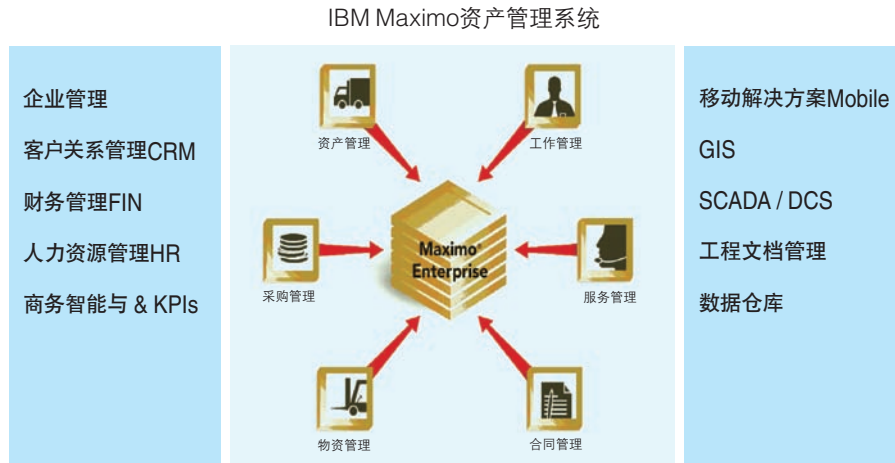 IBM Maximo资产管理系统
企业管理
客户关系管理CRM
财务管理FIN
人力资源管理HR
商务智能与 & KPIs
资产管理
工作管理
采购管理
Maximo®
Enterprise
服务管理
物资管理
合同管理
移动解决方案Mobile
GIS
SCADA / DCS
工程文档管理
数据仓库